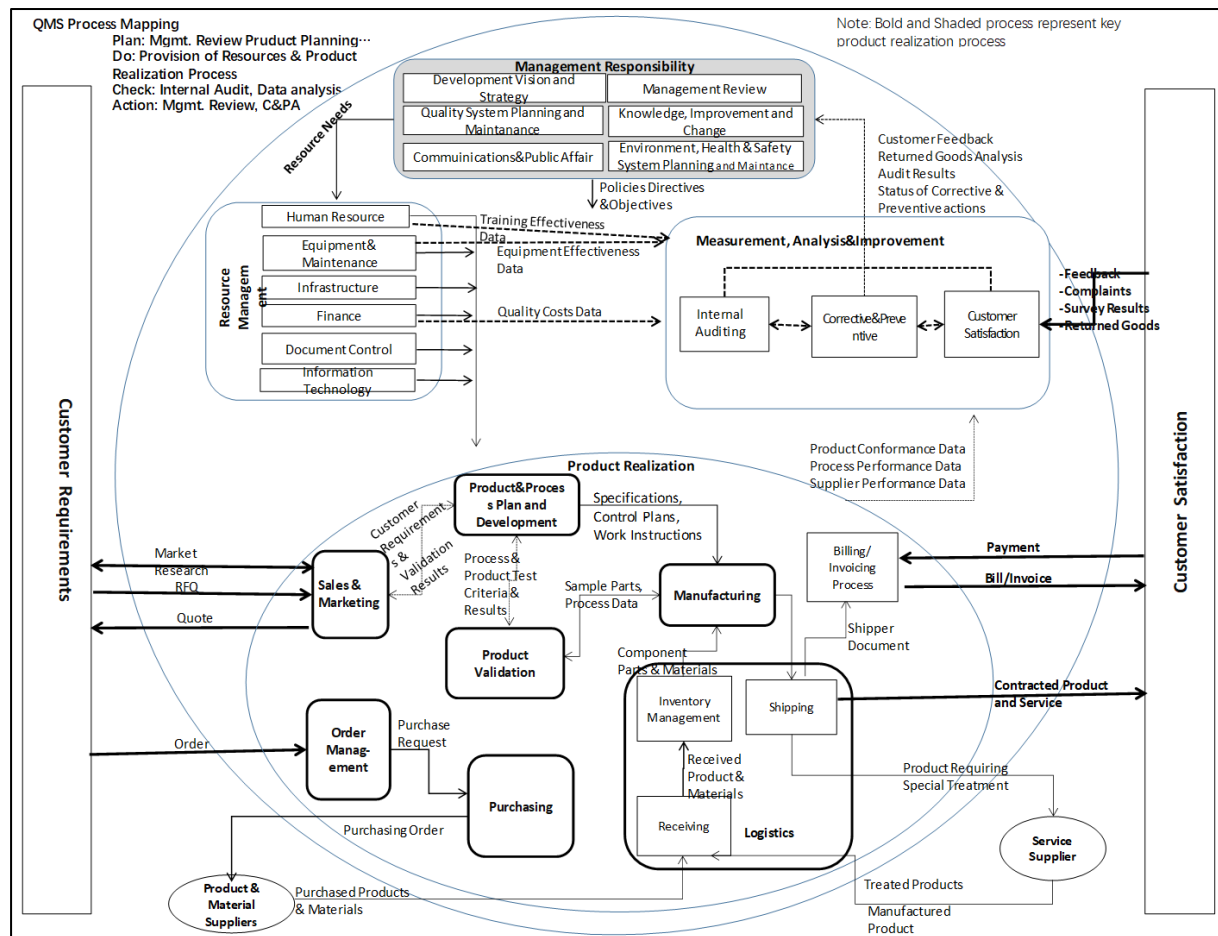 QMS Process Mapping
Plan: Mgmt. Review Pruduct Planning…
Do: Provision of Resources & Product
Realization Process
Check: Internal Audit, Data analysis
Action: Mgmt. Review, C&PA
Note: Bold and Shaded process represent key
product realization process
Management Responsibility
Development Vision and
Strategy
Management Review
Quality System Planning and
Maintanance
Knowledge, Improvement and
Change
Commuinications&Public Affair
Environment, Health & Safety
System Planning and Maintance
Resource Needs
Policies Directives
&Objectives
Customer Feedback
Returned Goods Analysis
Audit Results
Status of Corrective &
Preventive actions
Resource
Managem
ent
Human Resource
Equipment&
Maintenance
Infrastructure
Finance
Document Control
Information
Technology
Training Effectiveness
Data
Equipment Effectiveness
Data
Quality Costs Data
Measurement, Analysis&Improvement
Internal
Auditing
Corrective&Preve
ntive
Customer
Satisfaction
-Feedback
-Complaints
-Survey Results
-Returned Goods
Customer Requirements
Customer Satisfaction
Product Conformance Data
Process Performance Data
Supplier Performance Data
Product Realization
Product&Proces
s Plan and
Development
Specifications,
Control Plans,
Work Instructions
Customer
Requirement
s &
Validation
Results
Process &
Product Test
Criteria &
Results
Market
Research
RFQ
Quote
Sales &
Marketing
Sample Parts,
Process Data
Manufacturing
Billing/
Invoicing
Process
Payment
Bill/Invoice
Product
Validation
Component
Parts & Materials
Shipper
Document
Inventory
Management
Shipping
Contracted Product
and Service
Order
Order
Manag-
ement
Purchase
Request
Purchasing
Received
Product &
Materials
Receiving
Logistics
Product Requiring
Special Treatment
Purchasing Order
Service
Supplier
Product &
Material
Suppliers
Purchased Products
& Materials
Treated Products
Manufactured
Product